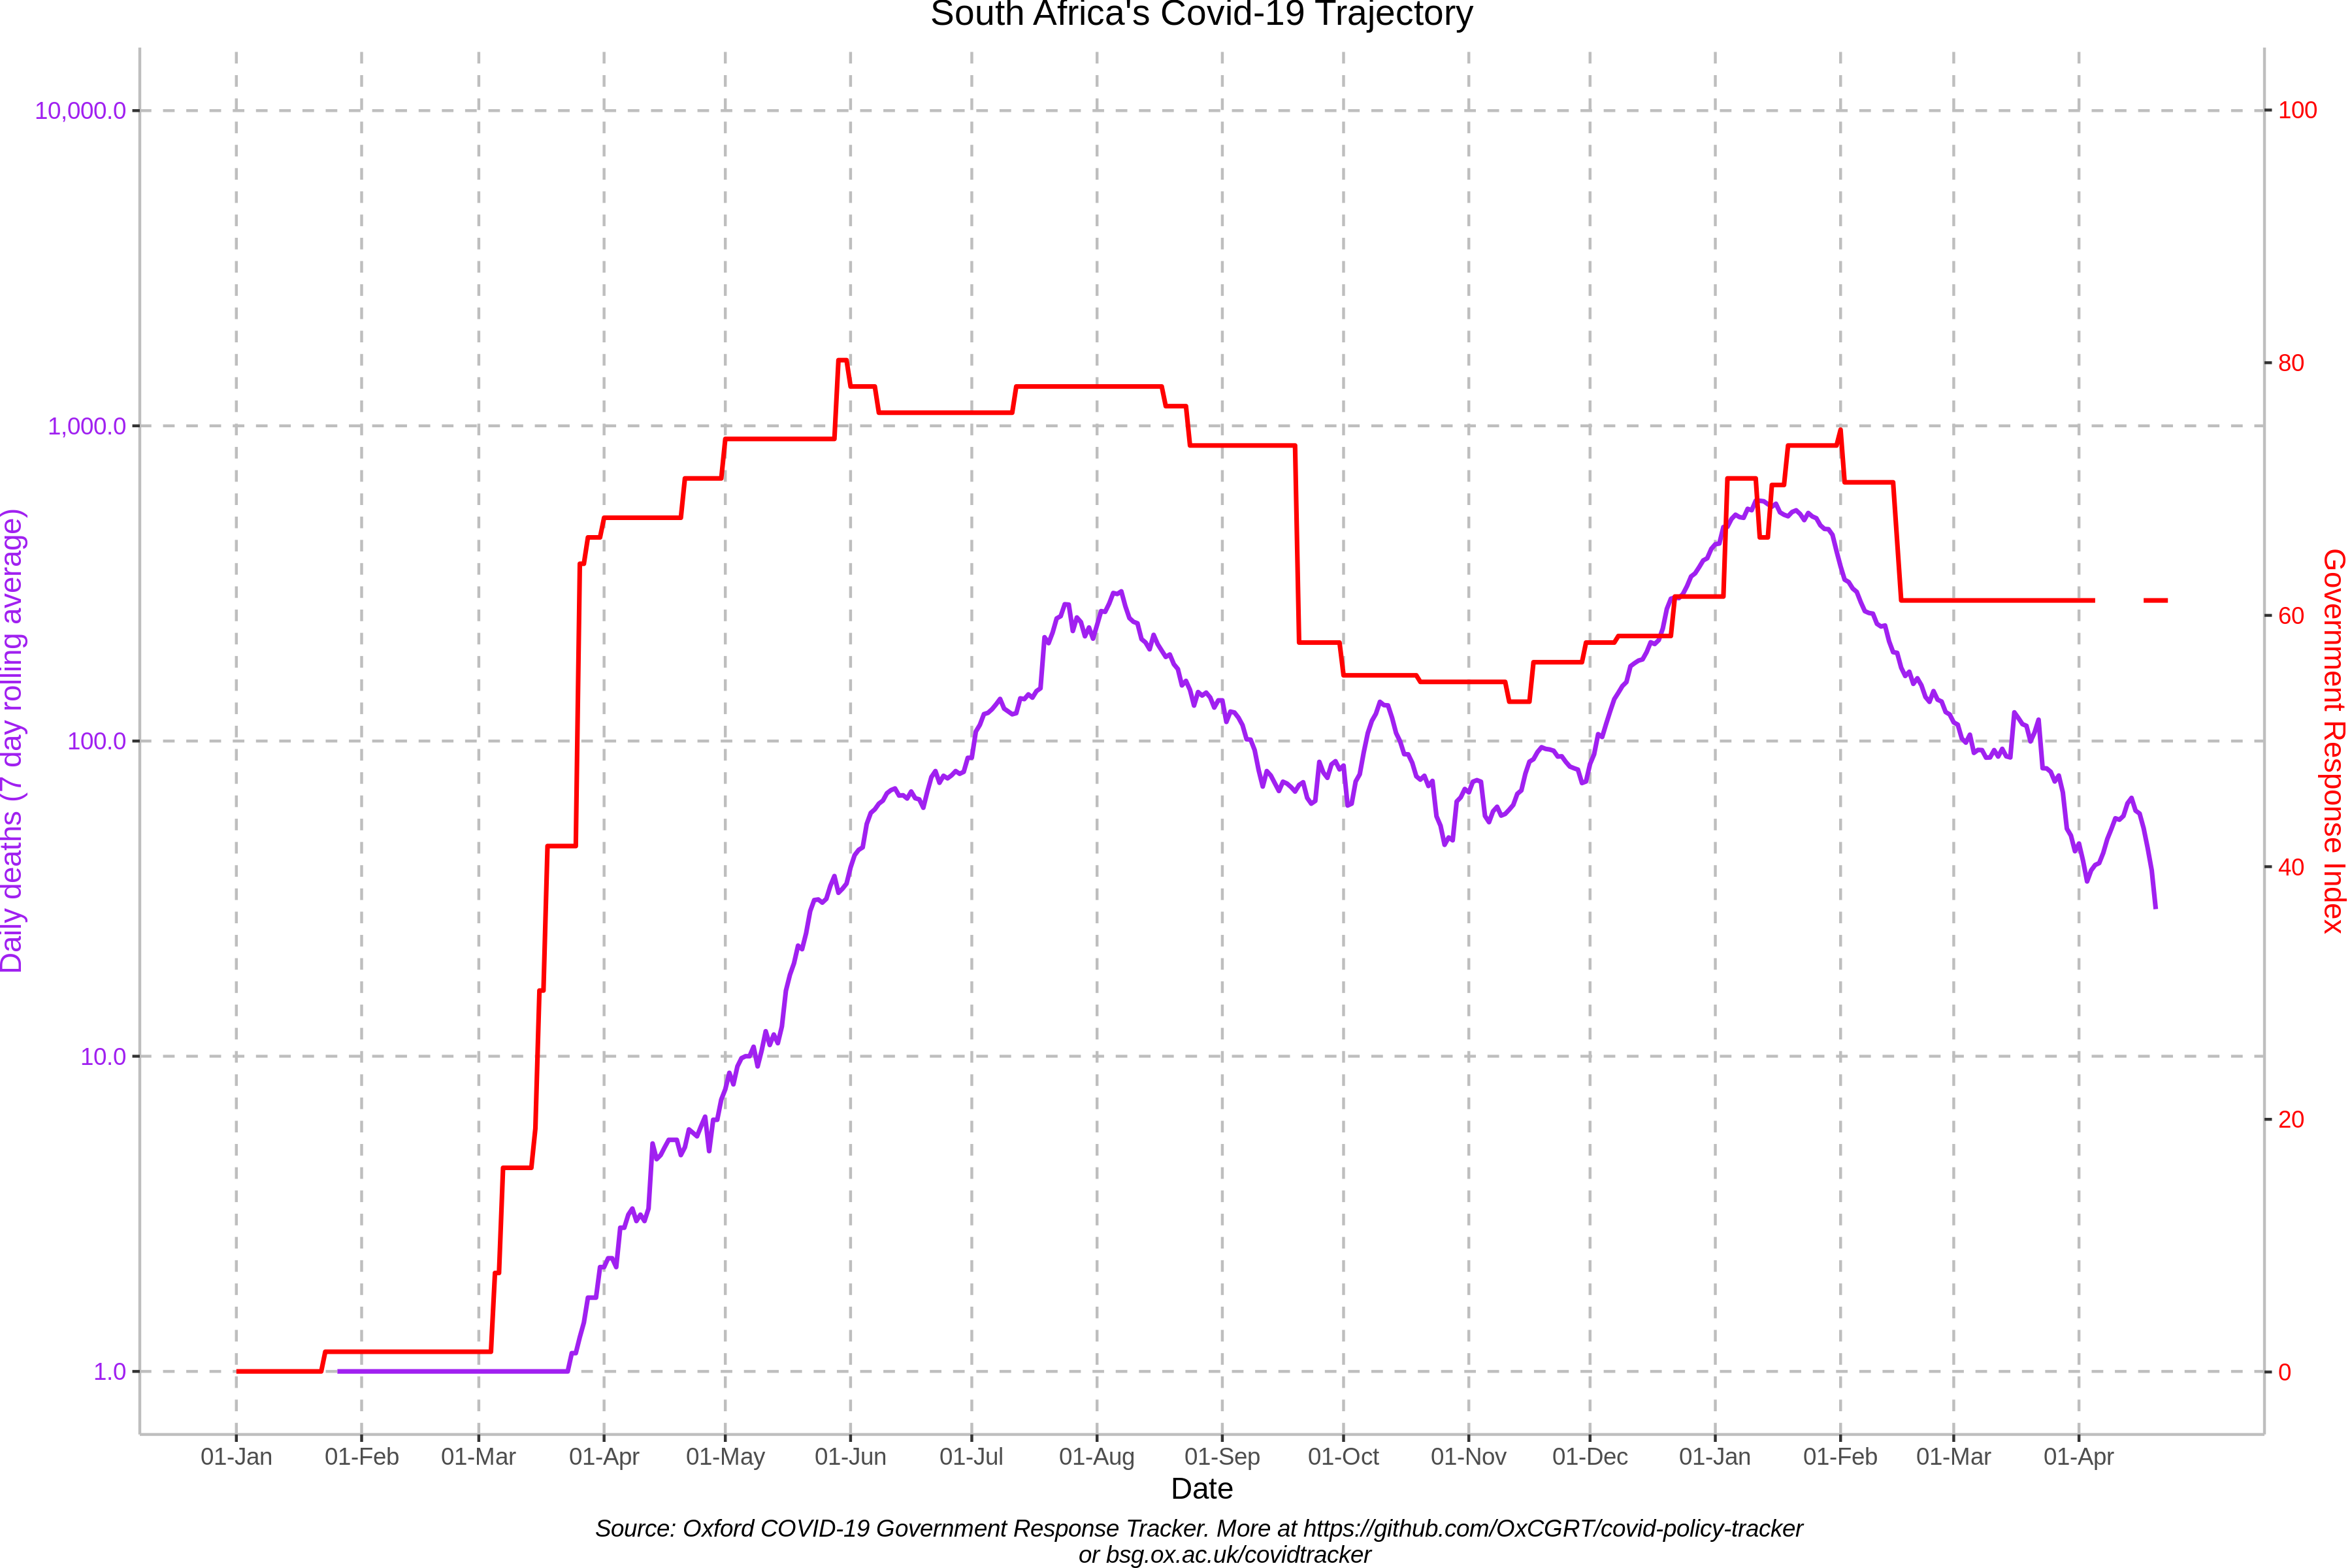 South Africa's Covid-19 Trajectory
10,000.0
1,000.0
100.0
10.0
1.0
Daily deaths (7 day rolling average)
100
80
60
40
20
0
Government Response Index
01-Jan 01-Feb 01-Mar 01-Apr 01-May 01-Jun 01-Jul 01-Aug 01-Sep 01-Oct 01-Nov 01-Dec 01-Jan 01-Feb 01-Mar 01-Apr
Date
Source: Oxford COVID-19 Government Response Tracker. More at https://github.com/OxCGRT/covid-policy-tracker
or bsg.ox.ac.uk/covidtracker